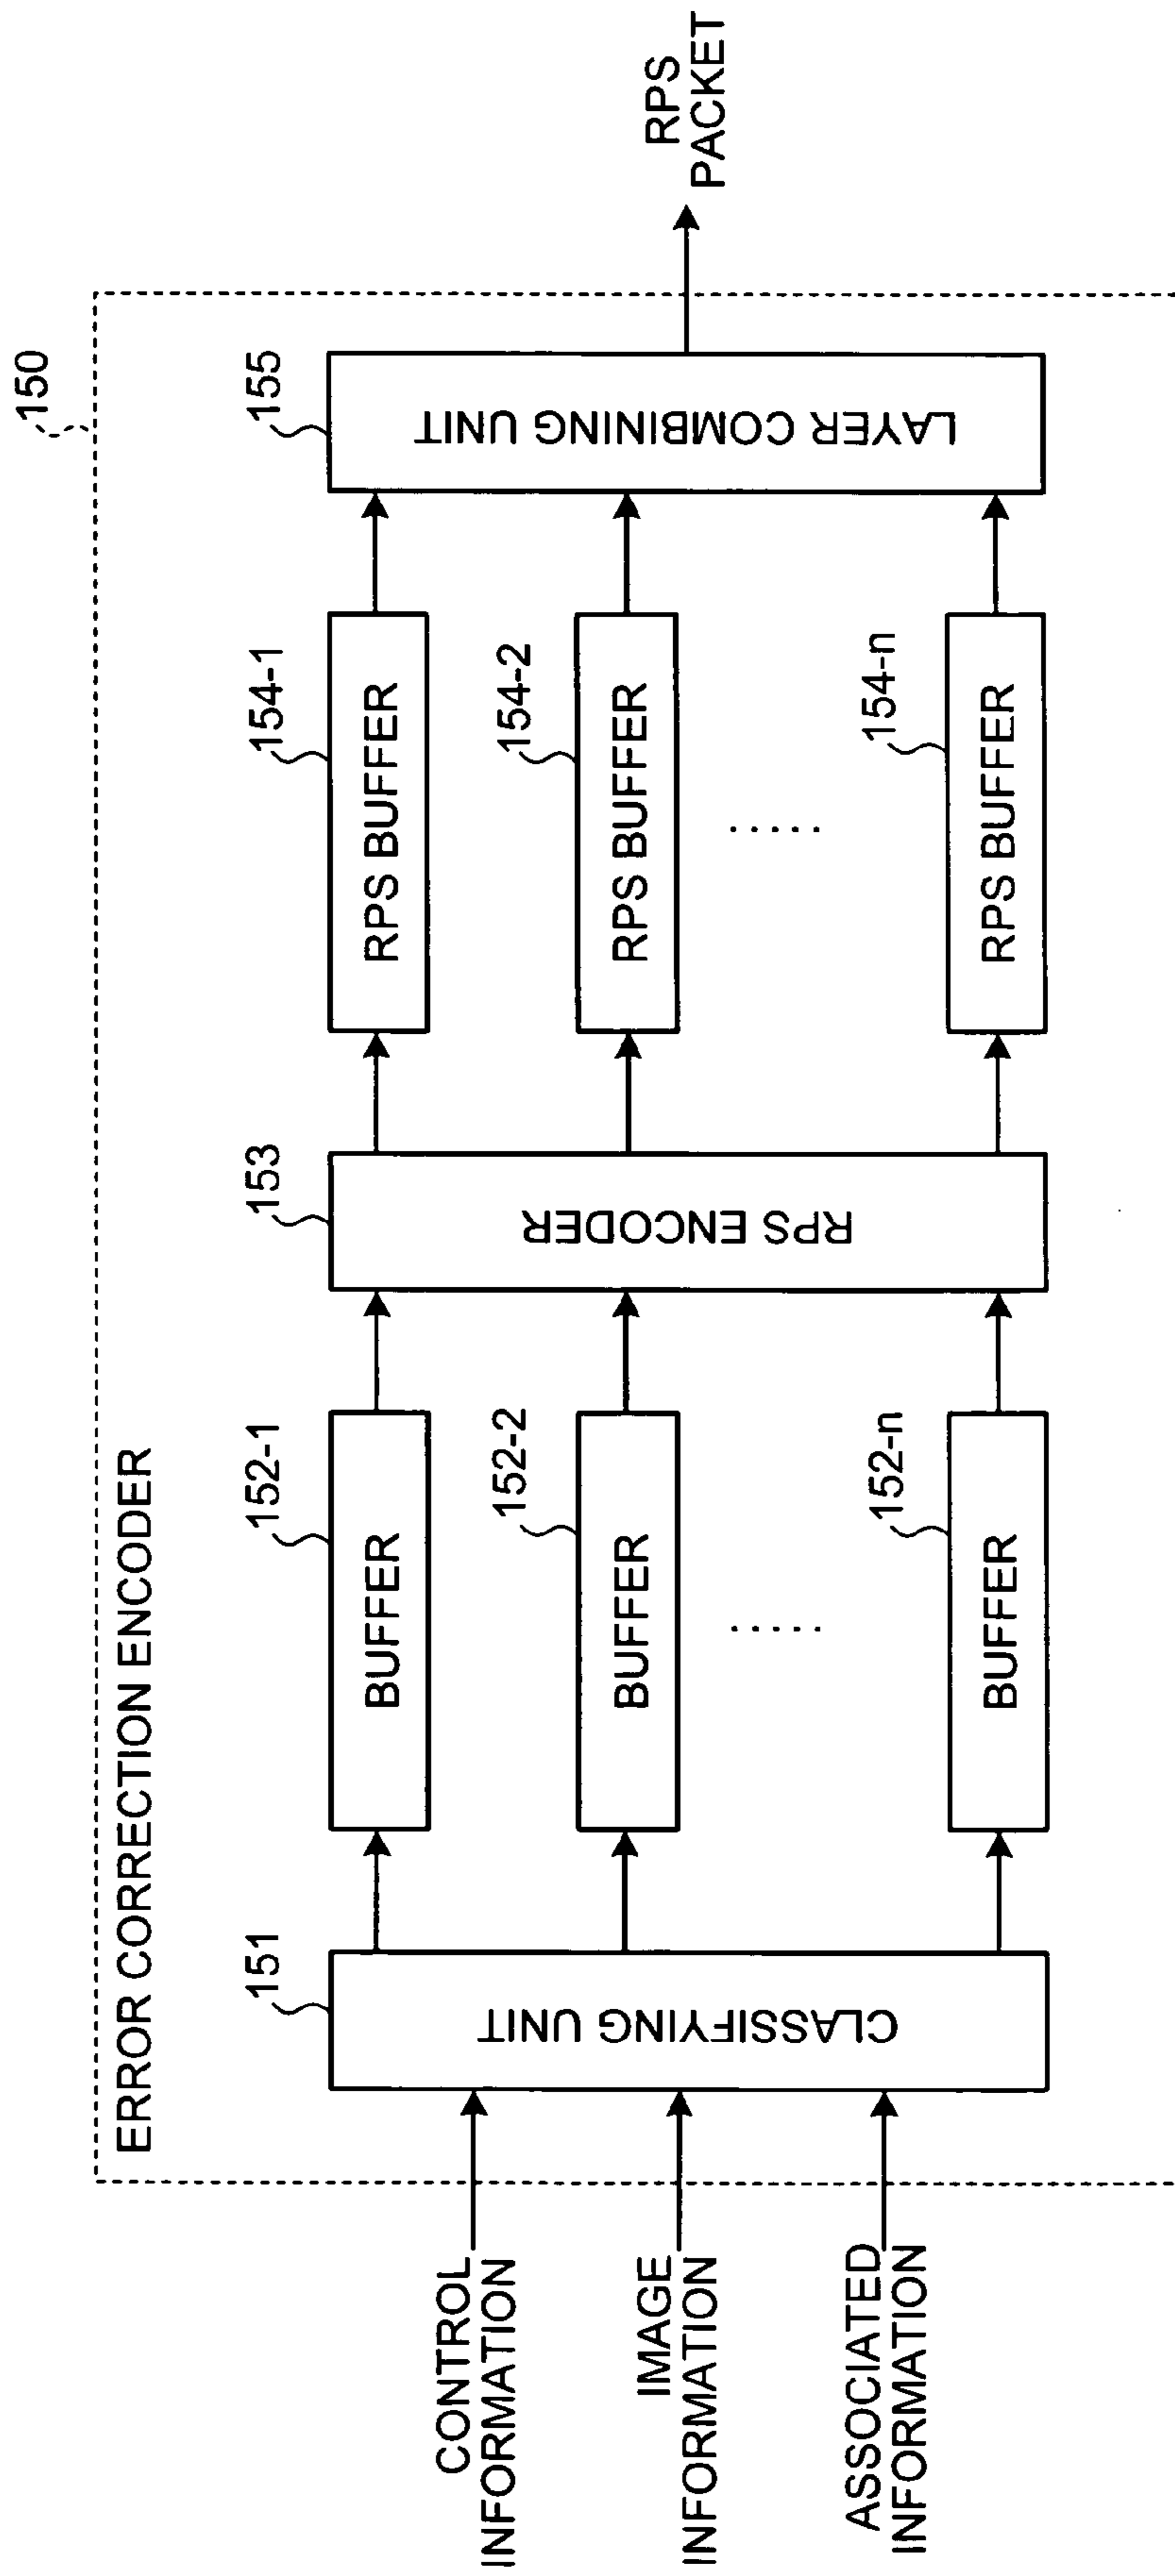 150
ERROR CORRECTION ENCODER
CONTROL
INFORMATION
IMAGE
INFORMATION
ASSOCIATED
INFORMATION
151
CLASSIFYING UNIT
152-1
BUFFER
152-2
BUFFER
.....
152-n
BUFFER
153
RPS ENCODER
154-1
RPS BUFFER
154-2
RPS BUFFER
.....
154-n
RPS BUFFER
155
LAYER COMBINING UNIT
RPS
PACKET